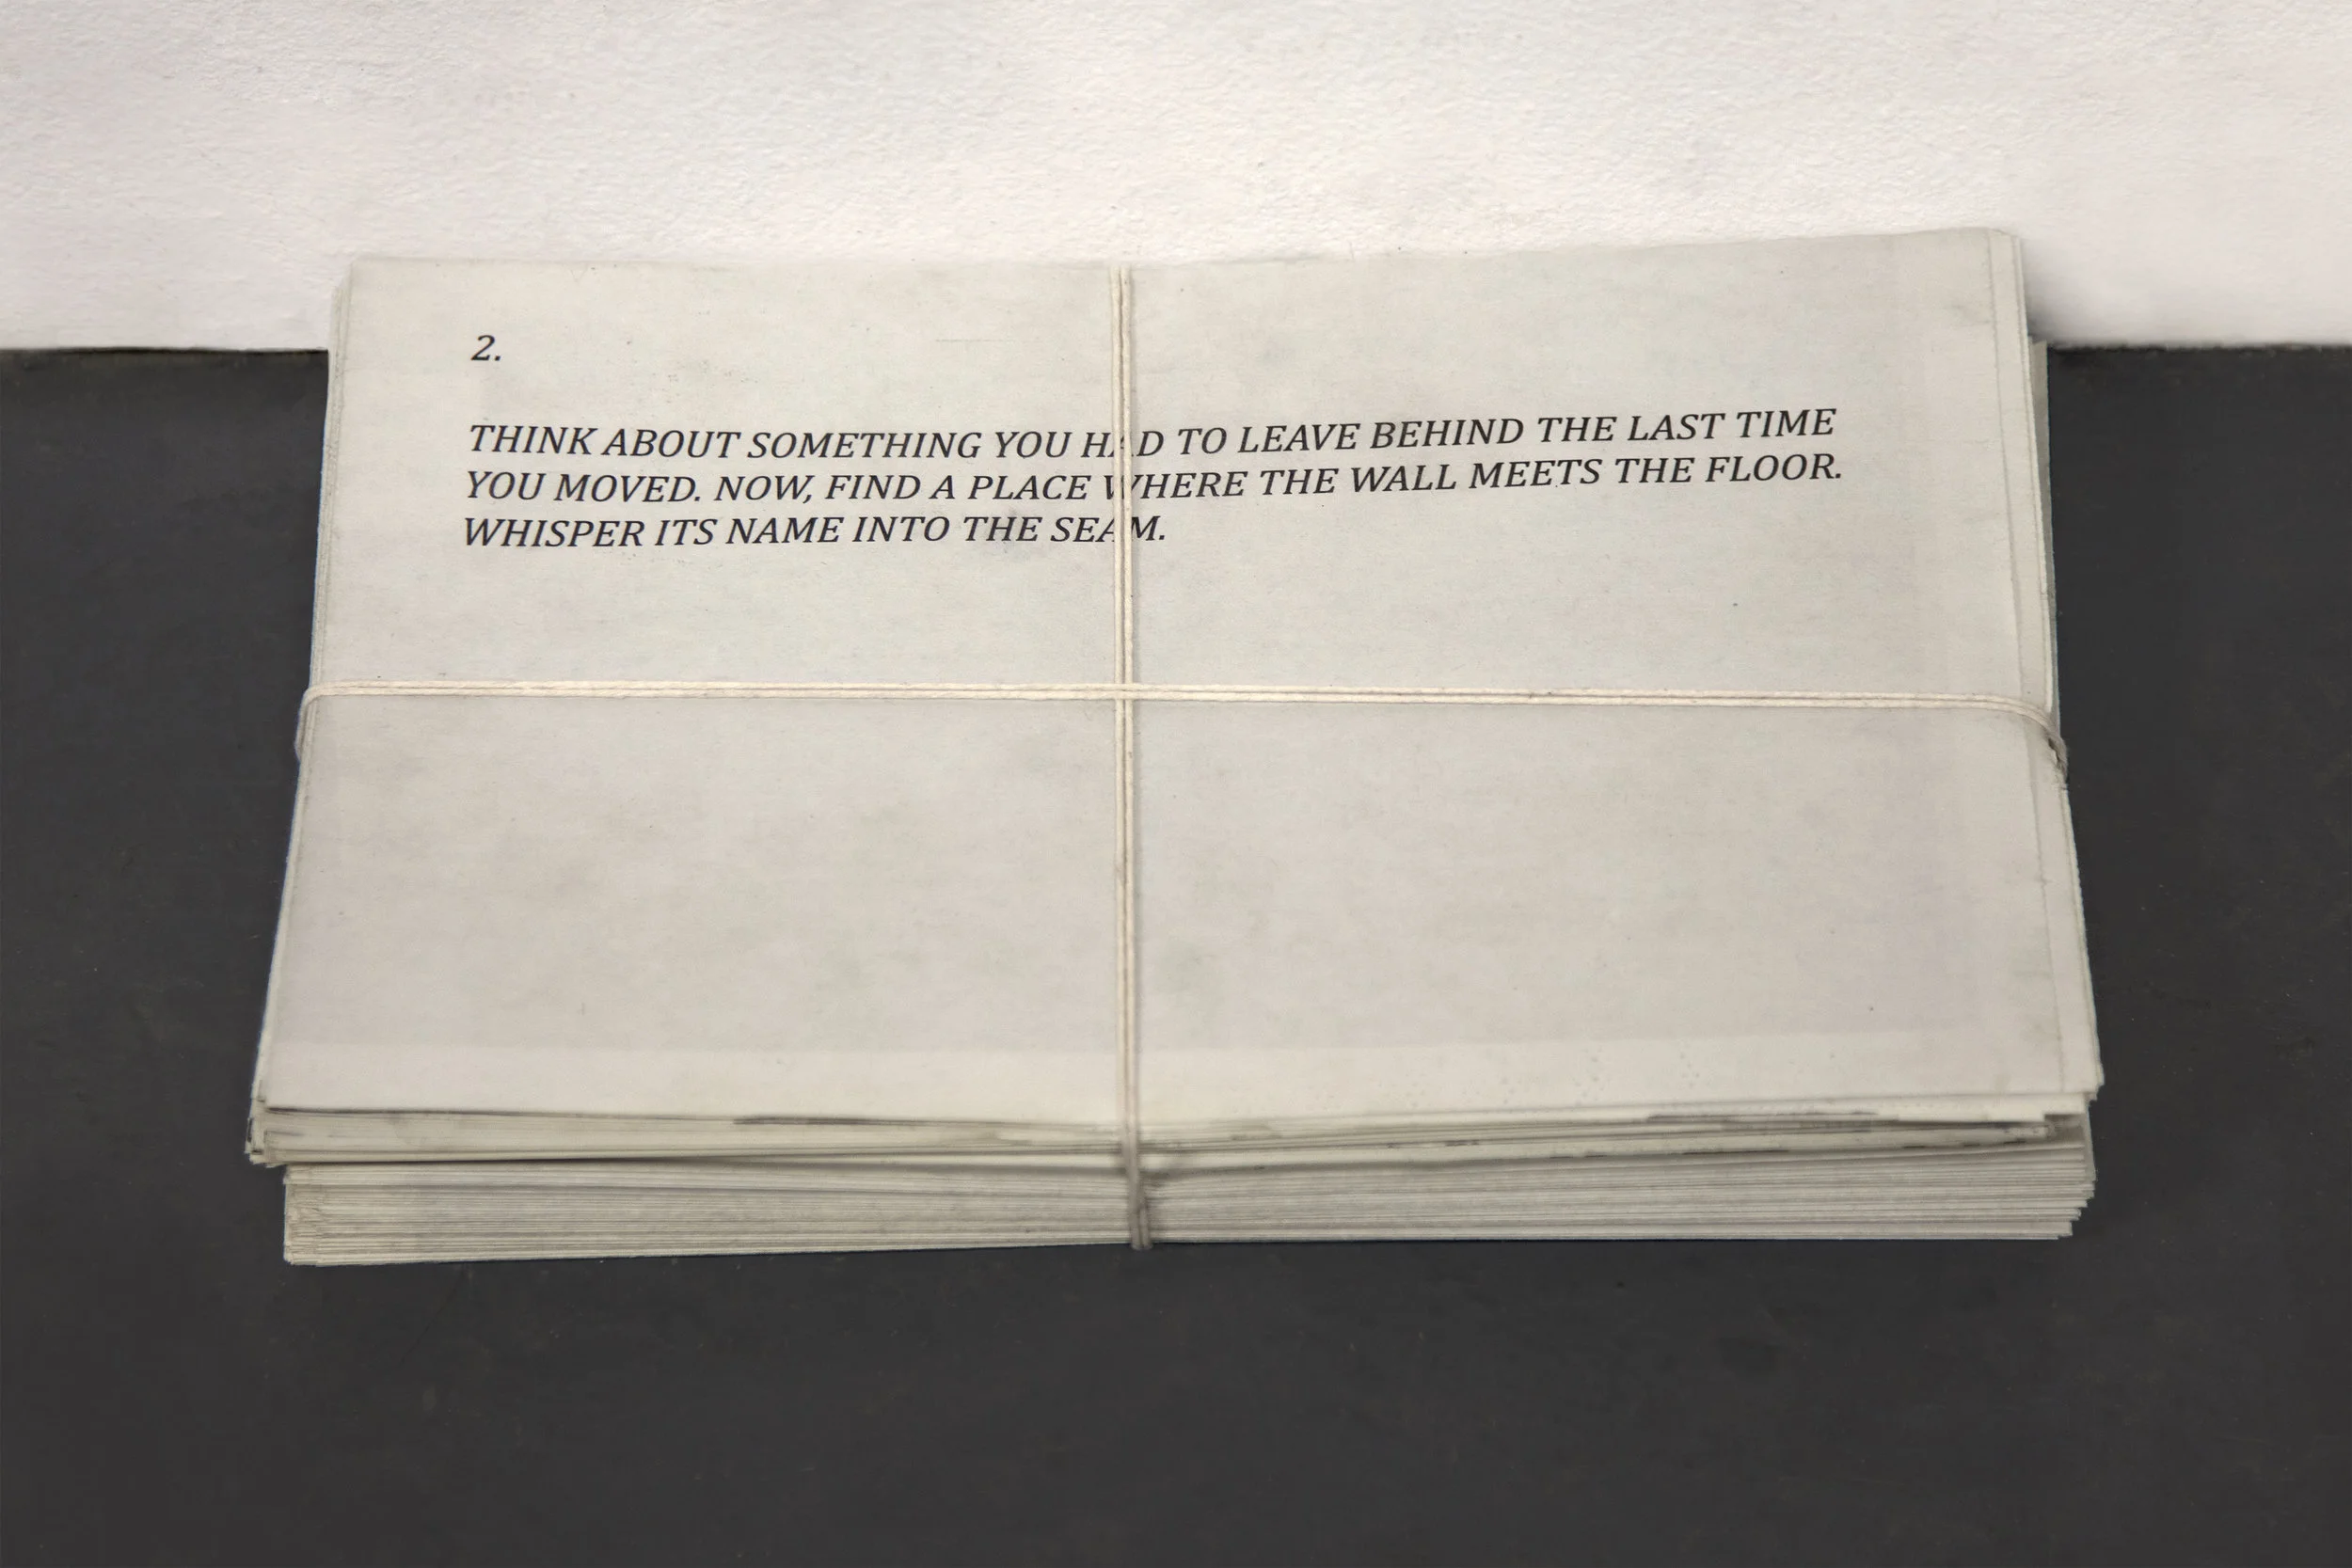 2.
THINK ABOUT SOMETHING YOU HAD TO LEAVE BEHIND THE LAST TIME
YOU MOVED. NOW, FIND A PLACE WHERE THE WALL MEETS THE FLOOR.
WHISPER ITS NAME INTO THE SEAM.